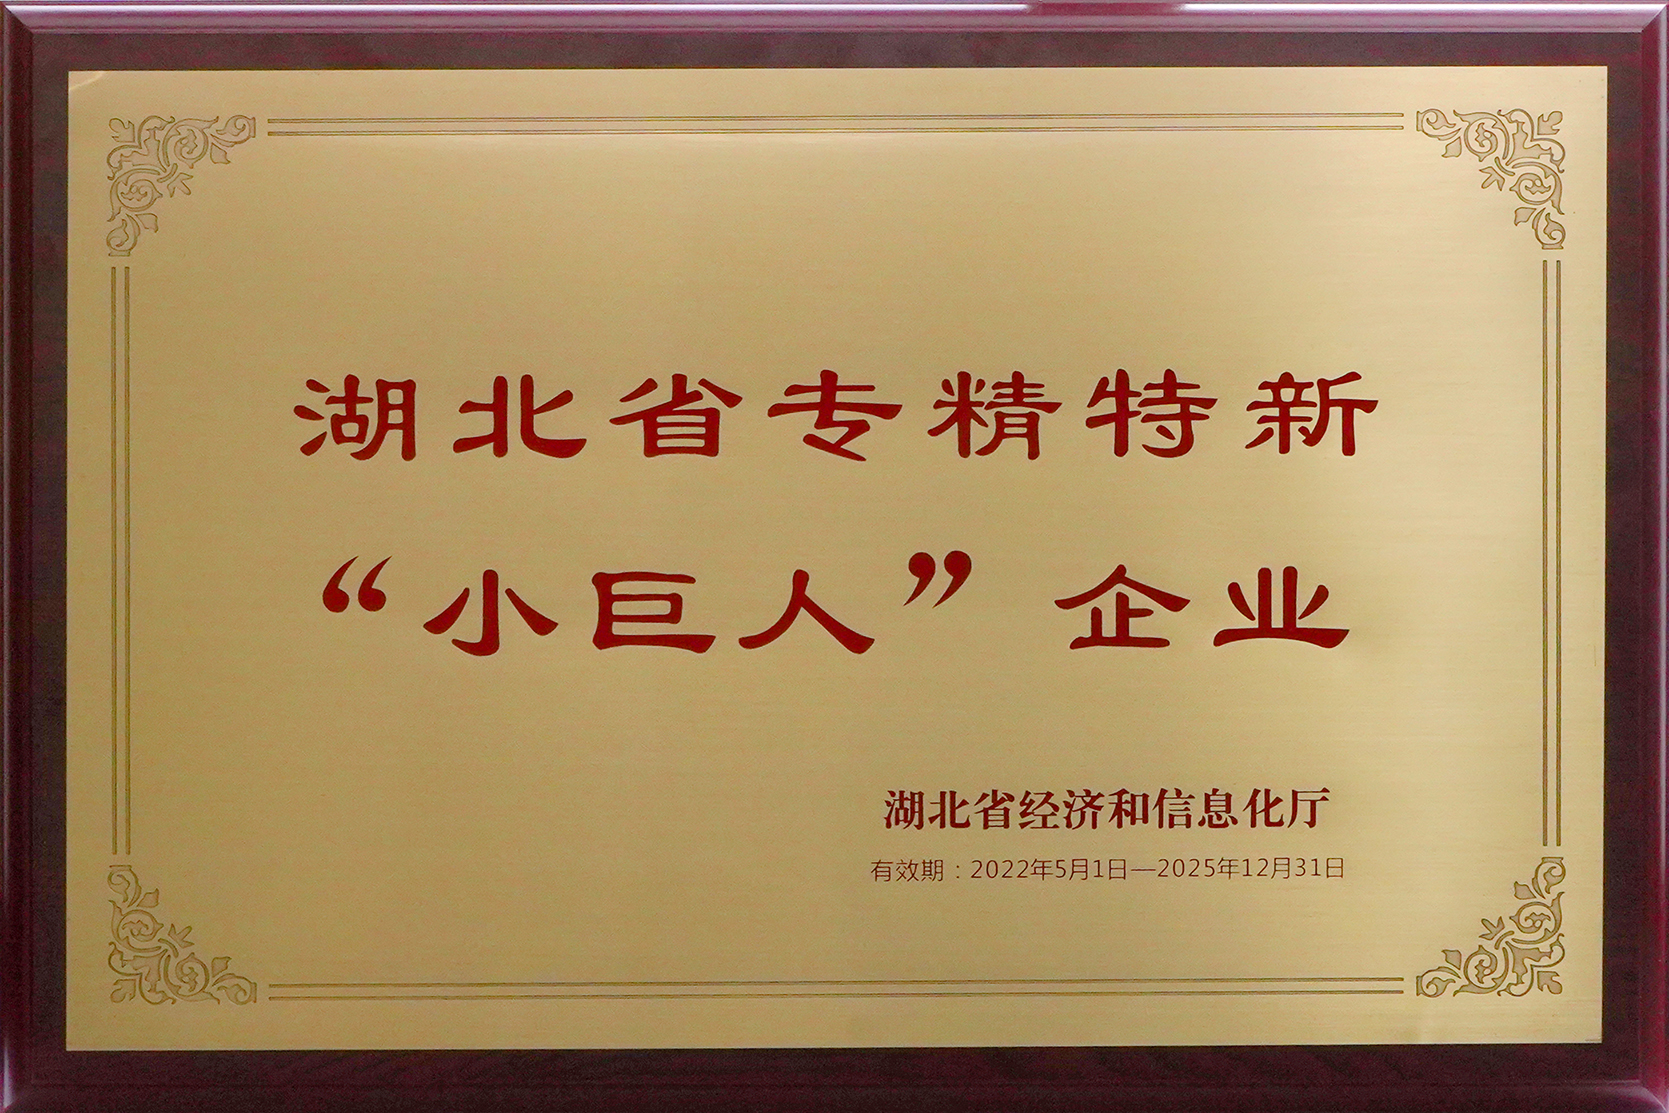 湖北省专精特新
“小巨人”企业
湖北省经济和信息化厅
有效期：2022年5月1日—2025年12月31日